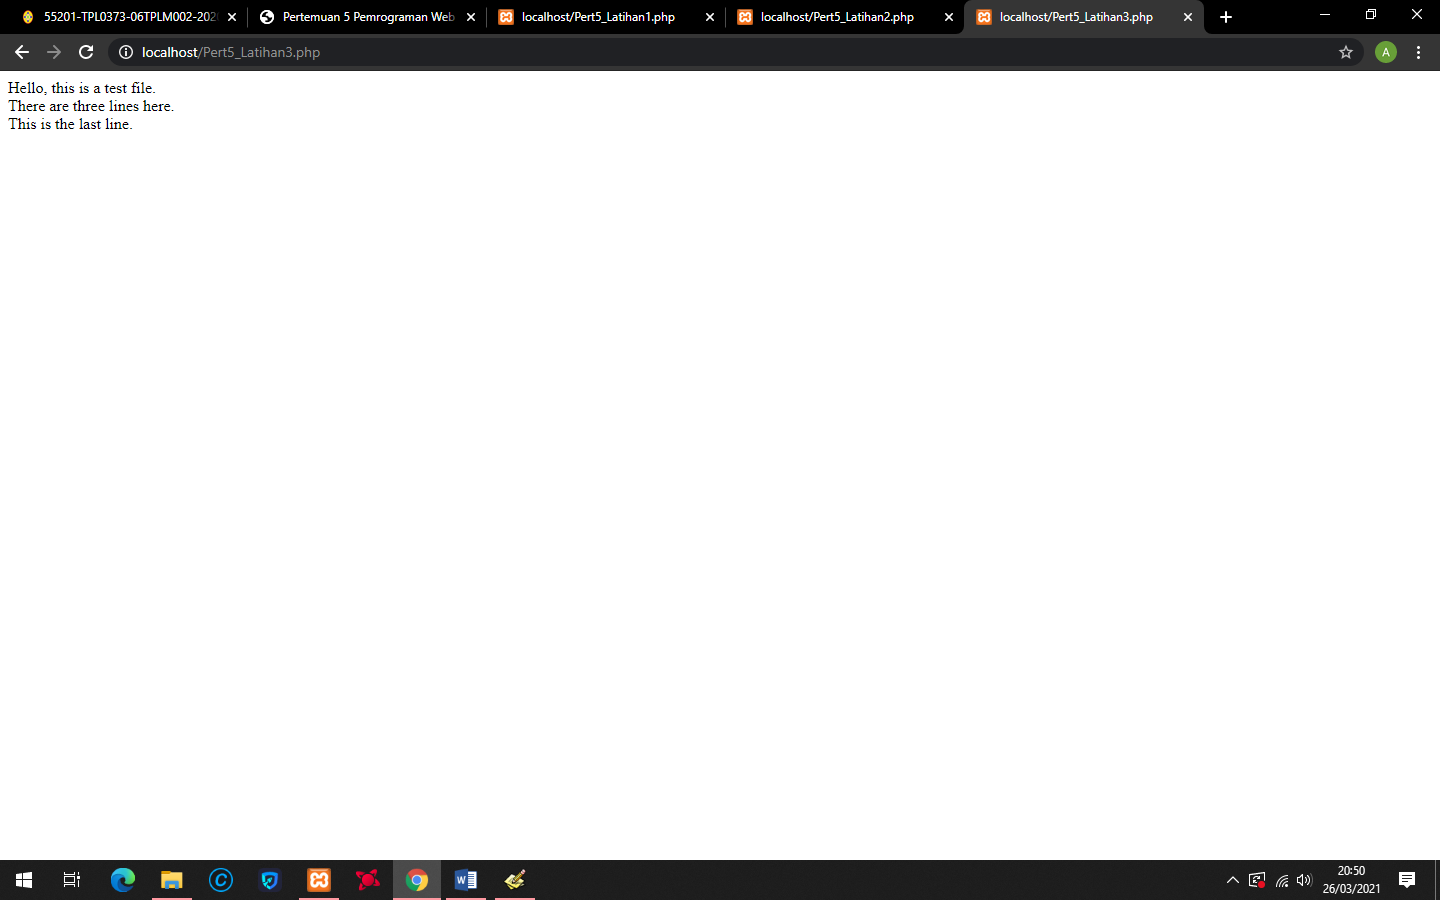 55201-TPL0373-06TPLM002-202
Pertemuan 5 Pemrograman Web
localhost/Pert5_Latihan1.php
localhost/Pert5_Latihan2.php
localhost/Pert5_Latihan3.php
localhost/Pert5_Latihan3.php
A
Hello, this is a test file.
There are three lines here.
This is the last line.
20:50
26/03/2021